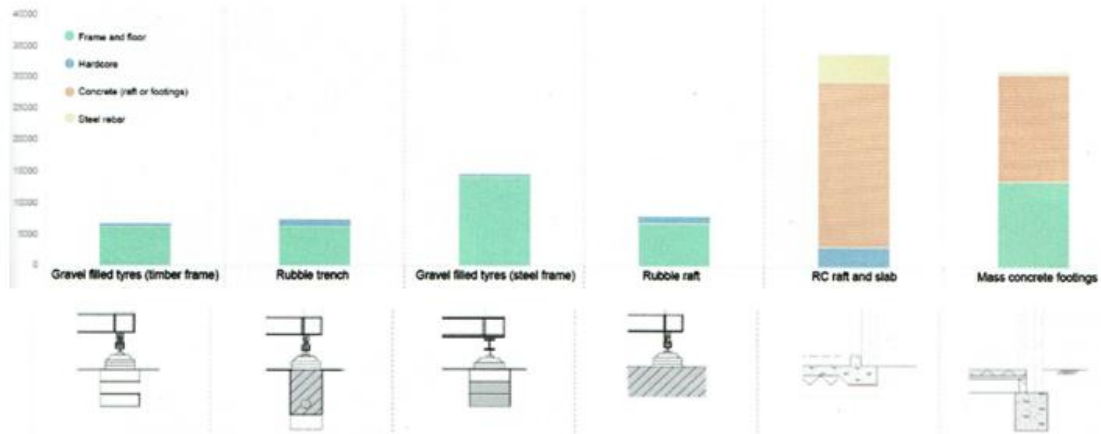 40000
35000
30000
25000
20000
15000
10000
5000
0
Frame and floor
Hardcore
Concrete (raft or footings)
Steel rebar
Gravel filled tyres (timber frame)
Rubble trench
Gravel filled tyres (steel frame)
Rubble raft
RC raft and slab
Mass concrete footings